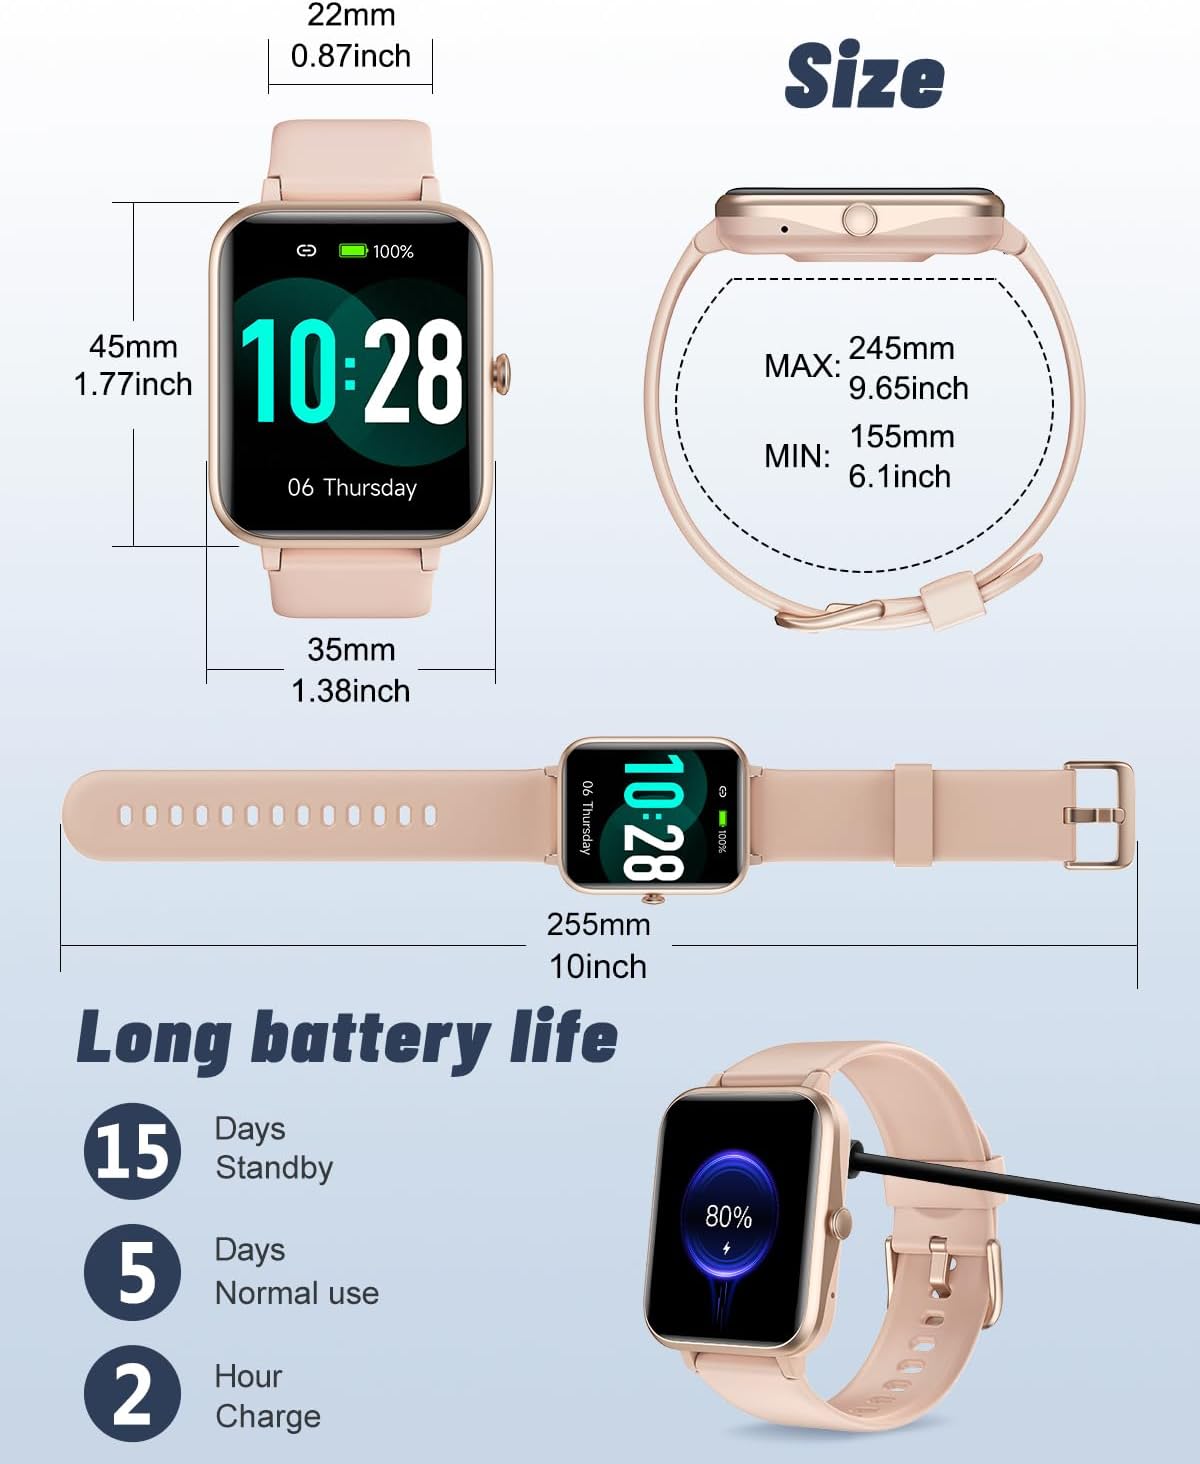 22mm
0.87inch
Size
100%
10:28
06 Thursday
45mm
1.77inch
35mm
1.38inch
MAX: 245mm
9.65inch
MIN: 155mm
6.1inch
10:28
06 Thursday
100%
255mm
10inch
Long battery life
15 Days
Standby
5 Days
Normal use
2 Hour
Charge
80%